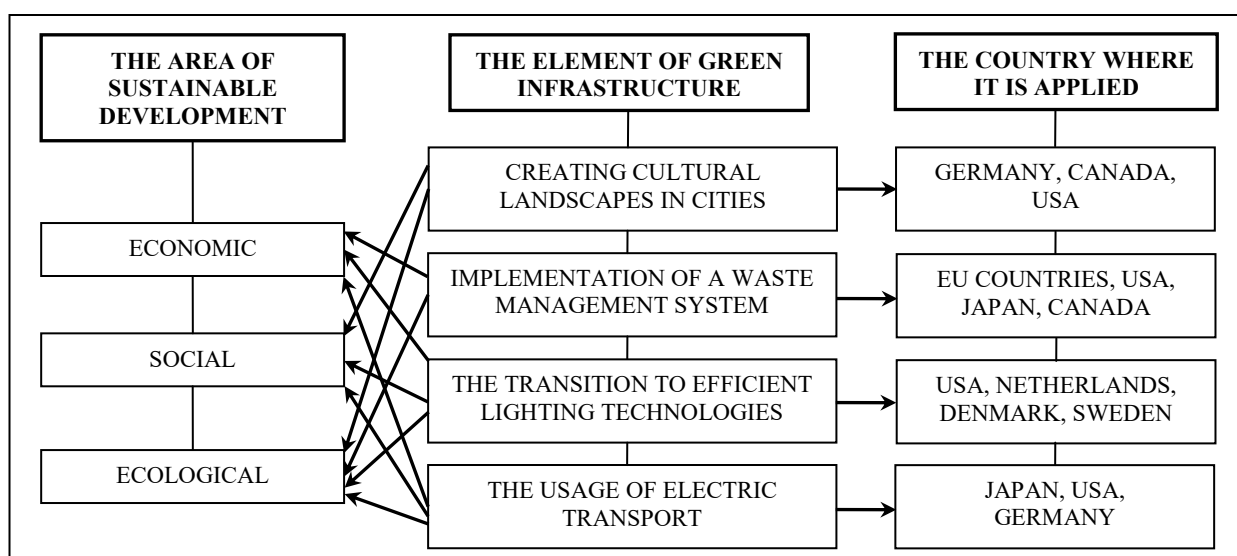 THE AREA OF
SUSTAINABLE
DEVELOPMENT
ECONOMIC
SOCIAL
ECOLOGICAL
THE ELEMENT OF GREEN
INFRASTRUCTURE
CREATING CULTURAL
LANDSCAPES IN CITIES
IMPLEMENTATION OF A WASTE
MANAGEMENT SYSTEM
THE TRANSITION TO EFFICIENT
LIGHTING TECHNOLOGIES
THE USAGE OF ELECTRIC
TRANSPORT
THE COUNTRY WHERE
IT IS APPLIED
GERMANY, CANADA,
USA
EU COUNTRIES, USA,
JAPAN, CANADA
USA, NETHERLANDS,
DENMARK, SWEDEN
JAPAN, USA,
GERMANY